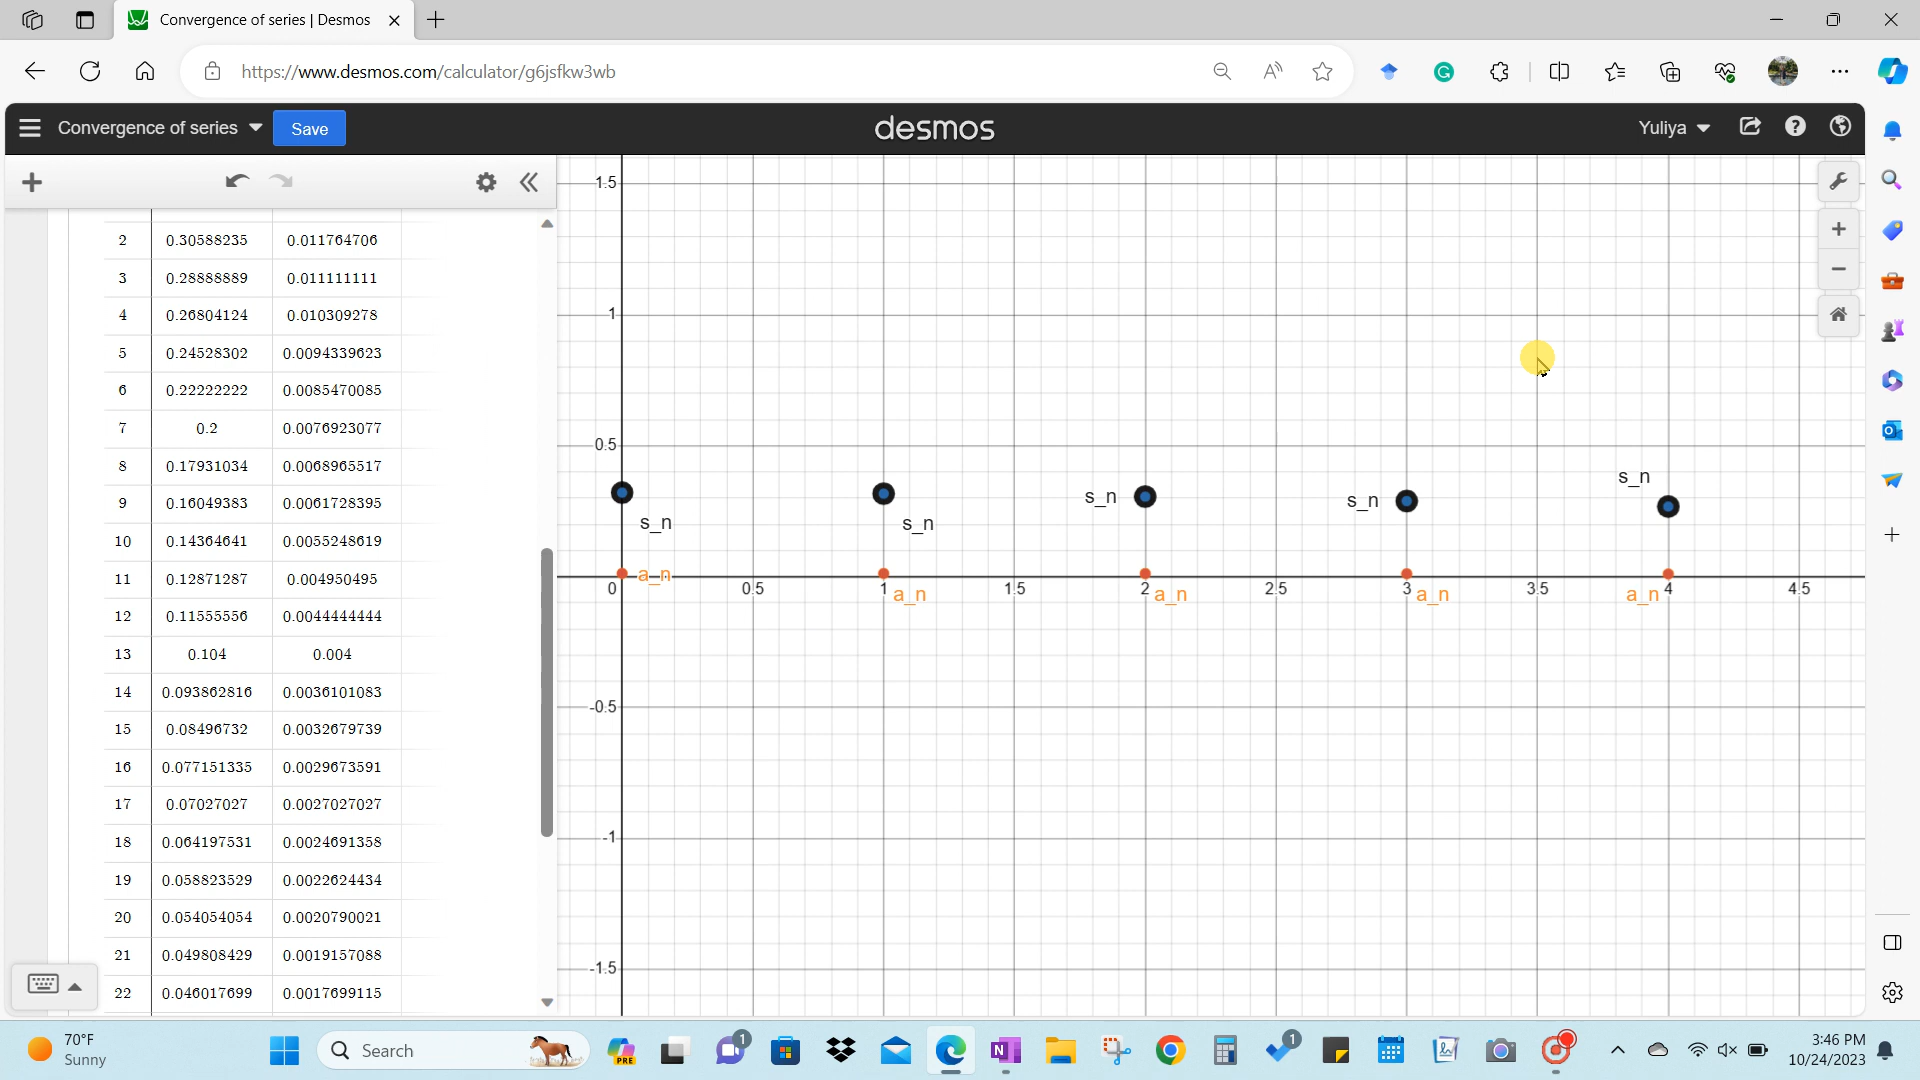 Convergence of series | Desmos
https://www.desmos.com/calculator/g6jsfkw3wb
Convergence of series
Save
desmos
Yuliya
2 0.30588235 0.011764706
3 0.28888889 0.011111111
4 0.26804124 0.010309278
5 0.24528302 0.0094339623
6 0.22222222 0.0085470085
7 0.2 0.0076923077
8 0.17931034 0.0068965517
9 0.16049383 0.0061728395
10 0.14364641 0.0055248619
11 0.12871287 0.004950495
12 0.11555556 0.0044444444
13 0.104 0.004
14 0.093862816 0.0036101083
15 0.08496732 0.0032679739
16 0.077151335 0.0029673591
17 0.07027027 0.0027027027
18 0.064197531 0.0024691358
19 0.058823529 0.0022624434
20 0.054054054 0.0020790021
21 0.049808429 0.0019157088
22 0.046017699 0.0017699115
1.5
1
0.5
s_n s_n s_n s_n s_n
a_n a_n a_n a_n a_n
0 0.5 1 1.5 2 2.5 3 3.5 4 4.5
-0.5
-1
-1.5
70°F
Sunny
Search
PRE
1
1
3:46 PM
10/24/2023